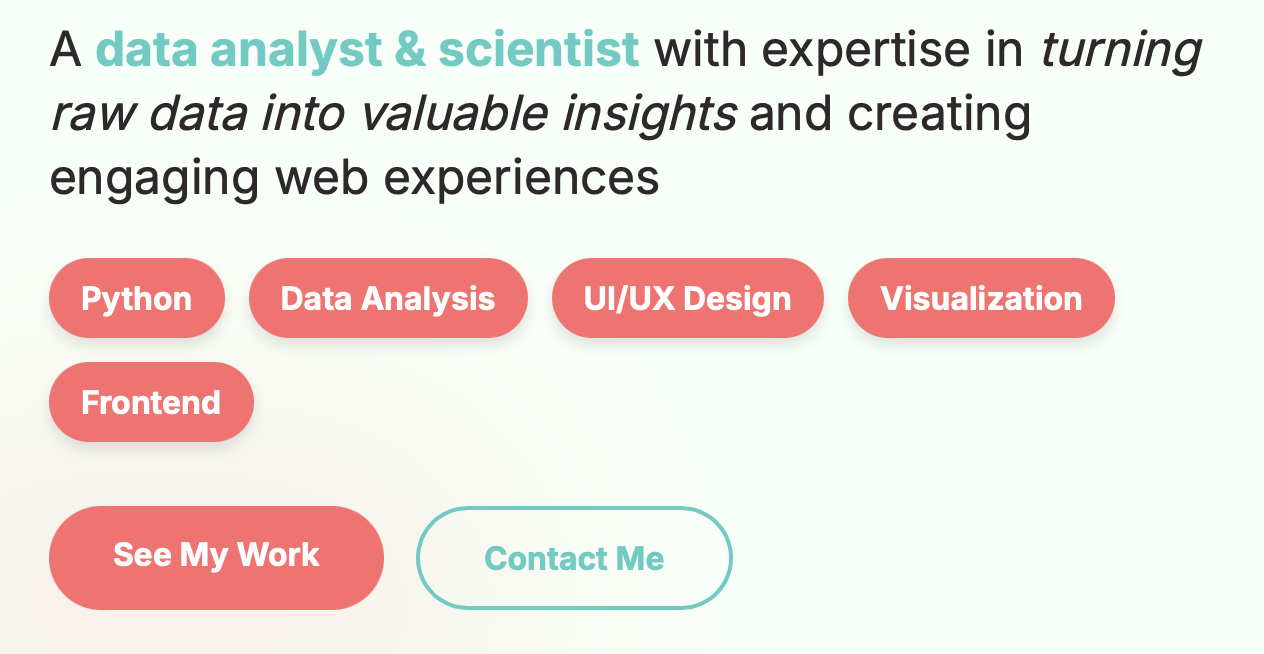 A data analyst & scientist with expertise in turning
raw data into valuable insights and creating
engaging web experiences
Python Data Analysis UI/UX Design Visualization
Frontend
See My Work Contact Me